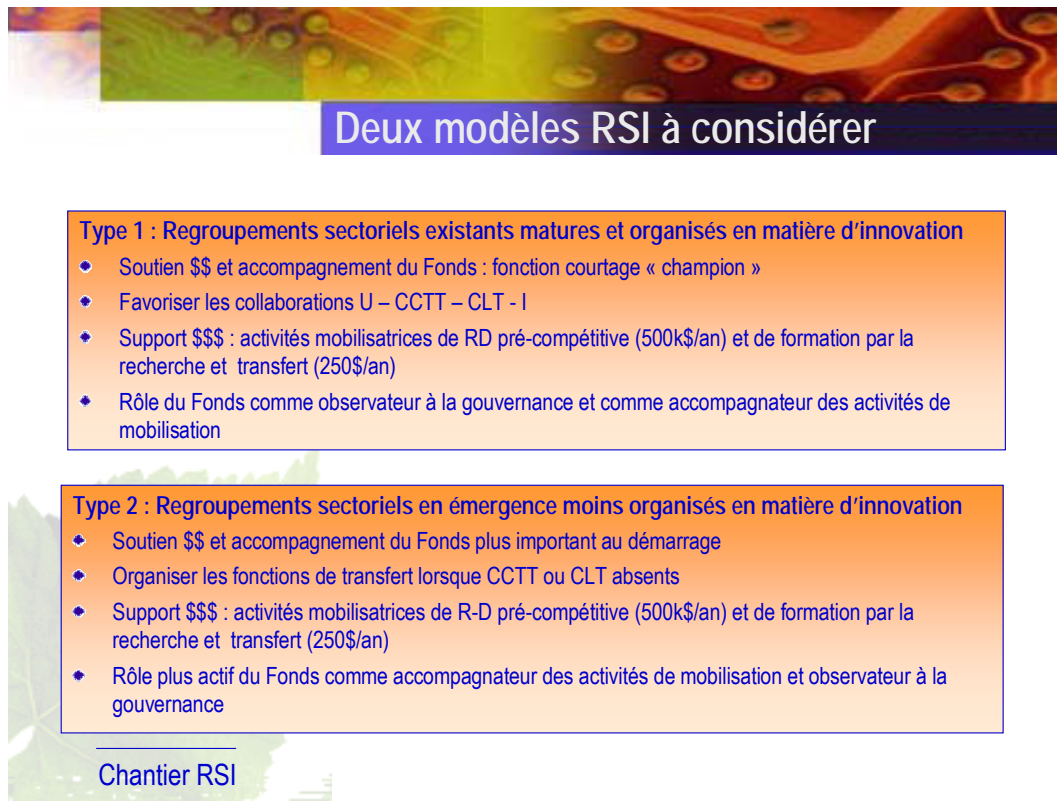 Deux modèles RSI à considérer
Type 1 : Regroupements sectoriels existants matures et organisés en matière d'innovation
Soutien $$ et accompagnement du Fonds : fonction courtage « champion »
Favoriser les collaborations U – CCTT – CLT - I
Support $$$ : activités mobilisatrices de RD pré-compétitive (500k$/an) et de formation par la
recherche et  transfert (250$/an)
Rôle du Fonds comme observateur à la gouvernance et comme accompagnateur des activités de
mobilisation
Type 2 : Regroupements sectoriels en émergence moins organisés en matière d'innovation
Soutien $$ et accompagnement du Fonds plus important au démarrage
Organiser les fonctions de transfert lorsque CCTT ou CLT absents
Support $$$ : activités mobilisatrices de R-D pré-compétitive (500k$/an) et de formation par la
recherche et  transfert (250$/an)
Rôle plus actif du Fonds comme accompagnateur des activités de mobilisation et observateur à la
gouvernance
Chantier RSI